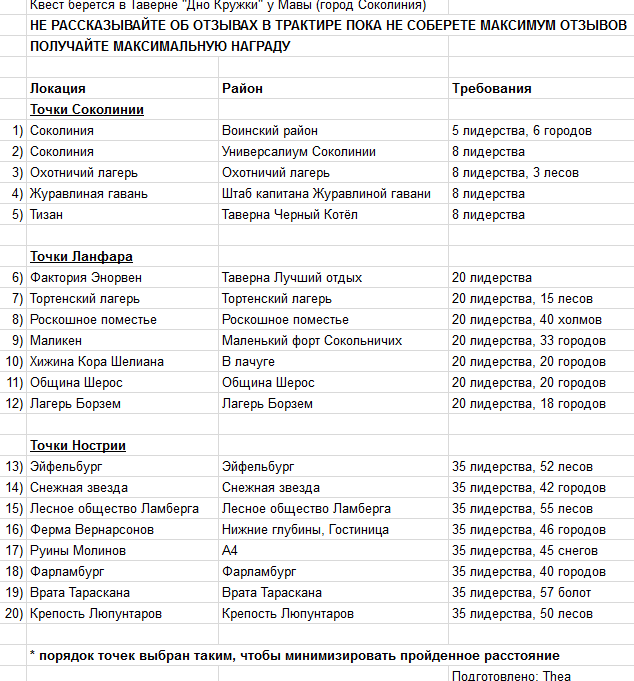 Квест берется в Таверне "Дно Кружки" у Мавы (город Соколиния)
НЕ РАССКАЗЫВАЙТЕ ОБ ОТЗЫВАХ В ТРАКТИРЕ ПОКА НЕ СОБЕРЕТЕ МАКСИМУМ ОТЗЫВОВ
ПОЛУЧАЙТЕ МАКСИМАЛЬНУЮ НАГРАДУ
Локация Район Требования
Точки Соколинии
1) Соколиния Воинский район 5 лидерства, 6 городов
2) Соколиния Универсалиум Соколинии 8 лидерства
3) Охотничий лагерь Охотничий лагерь 8 лидерства, 3 лесов
4) Журавлиная гавань Штаб капитана Журавлиной гавани 8 лидерства
5) Тизан Таверна Черный Котёл 8 лидерства
Точки Ланфара
6) Фактория Энорвен Таверна Лучший отдых 20 лидерства
7) Тортенский лагерь Тортенский лагерь 20 лидерства, 15 лесов
8) Роскошное поместье Роскошное поместье 20 лидерства, 40 холмов
9) Маликен Маленький форт Сокольничих 20 лидерства, 33 городов
10) Хижина Кора Шелиана В лачуге 20 лидерства, 20 городов
11) Община Шерос Община Шерос 20 лидерства, 20 городов
12) Лагерь Борзем Лагерь Борзем 20 лидерства, 18 городов
Точки Нострии
13) Эйфельбург Эйфельбург 35 лидерства, 52 лесов
14) Снежная звезда Снежная звезда 35 лидерства, 42 городов
15) Лесное общество Ламберга Лесное общество Ламберга 35 лидерства, 55 лесов
16) Ферма Вернарсонов Нижние глубины, Гостиница 35 лидерства, 46 городов
17) Руины Молинов А4 35 лидерства, 45 снегов
18) Фарламбург Фарламбург 35 лидерства, 40 городов
19) Врата Тараскана Врата Тараскана 35 лидерства, 57 болот
20) Крепость Люпунтаров Крепость Люпунтаров 35 лидерства, 50 лесов
* порядок точек выбран таким, чтобы минимизировать пройденное расстояние
Подготовлено: Thea